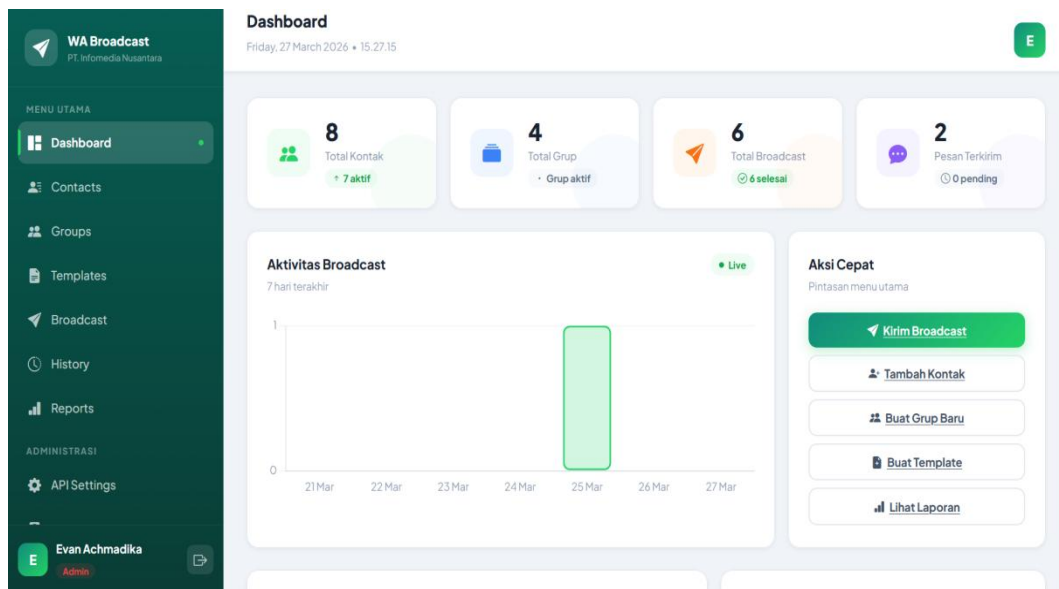 WA Broadcast
PT. Infomedia Nusantara
MENU UTAMA
Dashboard
Contacts
Groups
Templates
Broadcast
History
Reports
ADMINISTRASI
API Settings
E
Evan Achmadika
Admin
Dashboard
Friday, 27 March 2026 • 15.27.15
E
8
Total Kontak
↑ 7 aktif
4
Total Grup
• Grup aktif
6
Total Broadcast
6 selesai
2
Pesan Terkirim
0 pending
Aktivitas Broadcast
• Live
7 hari terakhir
1
0
21 Mar 22 Mar 23 Mar 24 Mar 25 Mar 26 Mar 27 Mar
Aksi Cepat
Pintasan menu utama
Kirim Broadcast
Tambah Kontak
Buat Grup Baru
Buat Template
Lihat Laporan